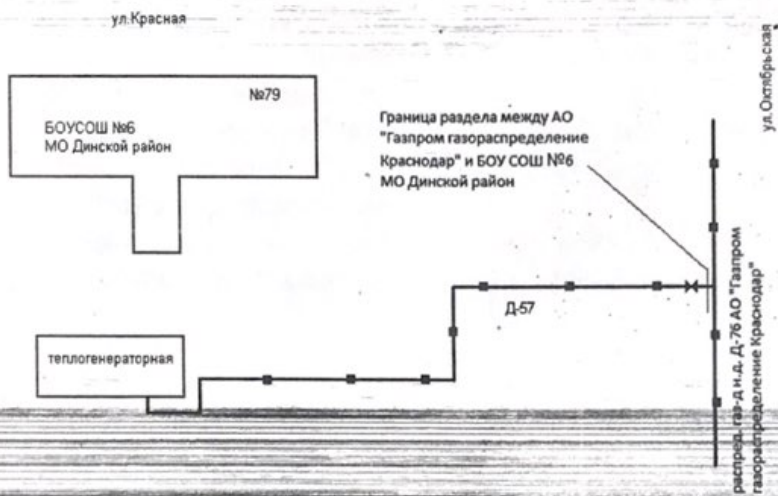 ул.Красная
№79
БОУСОШ №6
МО Динской район
Граница раздела между АО
"Газпром газораспределение
Краснодар" и БОУ СОШ №6
МО Динской район
ул.Октябрьская
Д-57
теплогенераторная
распред. газ-д н.д. Д-76 АО "Газпром
газораспределение Краснодар"